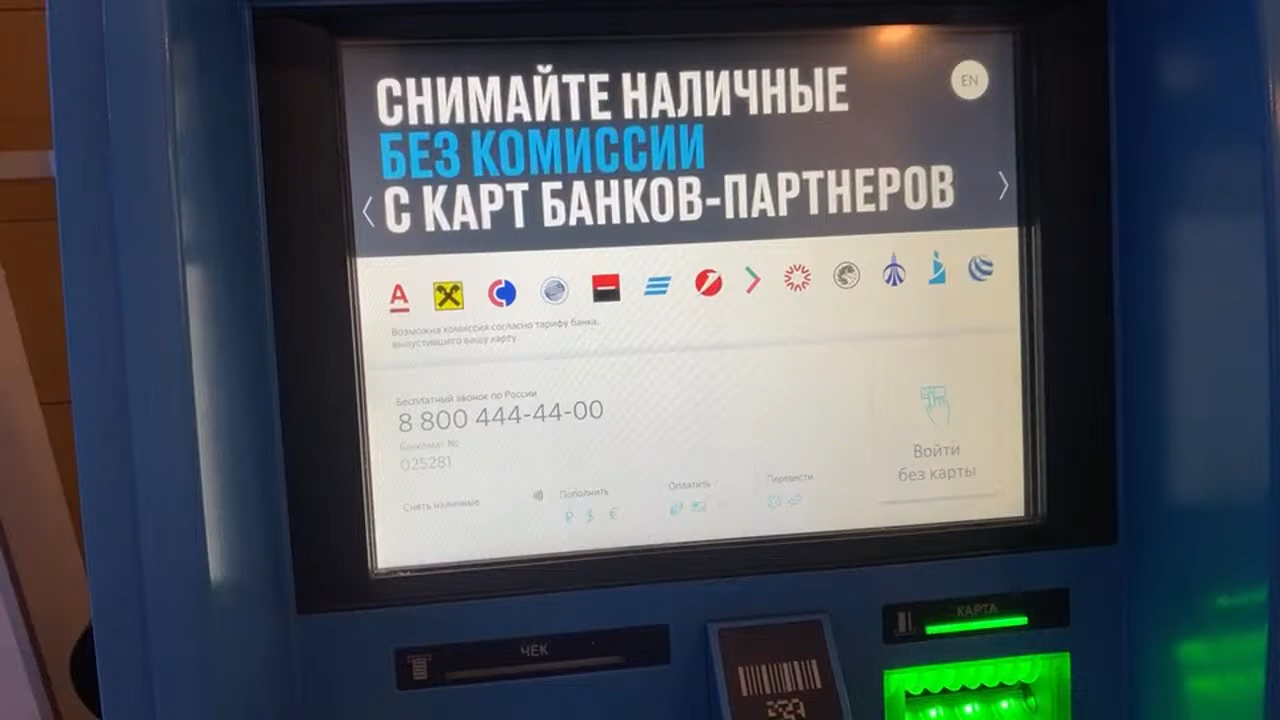 СНИМАЙТЕ НАЛИЧНЫЕ
EN
БЕЗ КОМИССИИ
С КАРТ БАНКОВ-ПАРТНЕРОВ
Возможна комиссия согласно тарифу банка,
выпустившего вашу карту
Бесплатный звонок по России
8 800 444-44-00
Банкомат №
025281
Войти
без карты
Снять наличные
Пополнить
Оплатить
Перевести
₽ $ €
КАРТА
ЧЕК